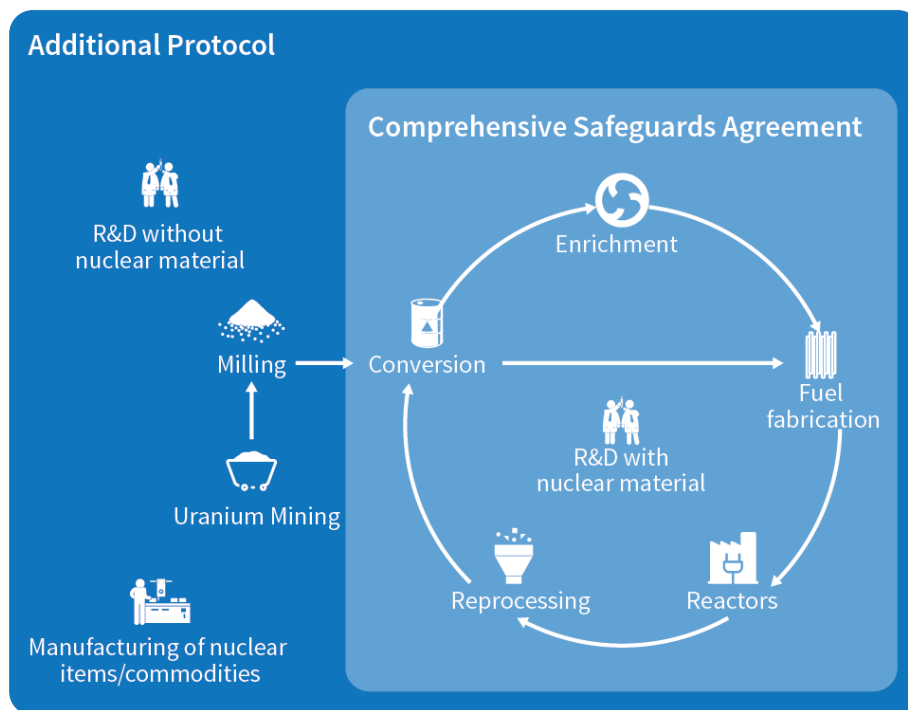 Additional Protocol
Comprehensive Safeguards Agreement
R&D without
nuclear material
Enrichment
Milling
Conversion
Fuel
fabrication
R&D with
nuclear material
Uranium Mining
Reprocessing
Reactors
Manufacturing of nuclear
items/commodities